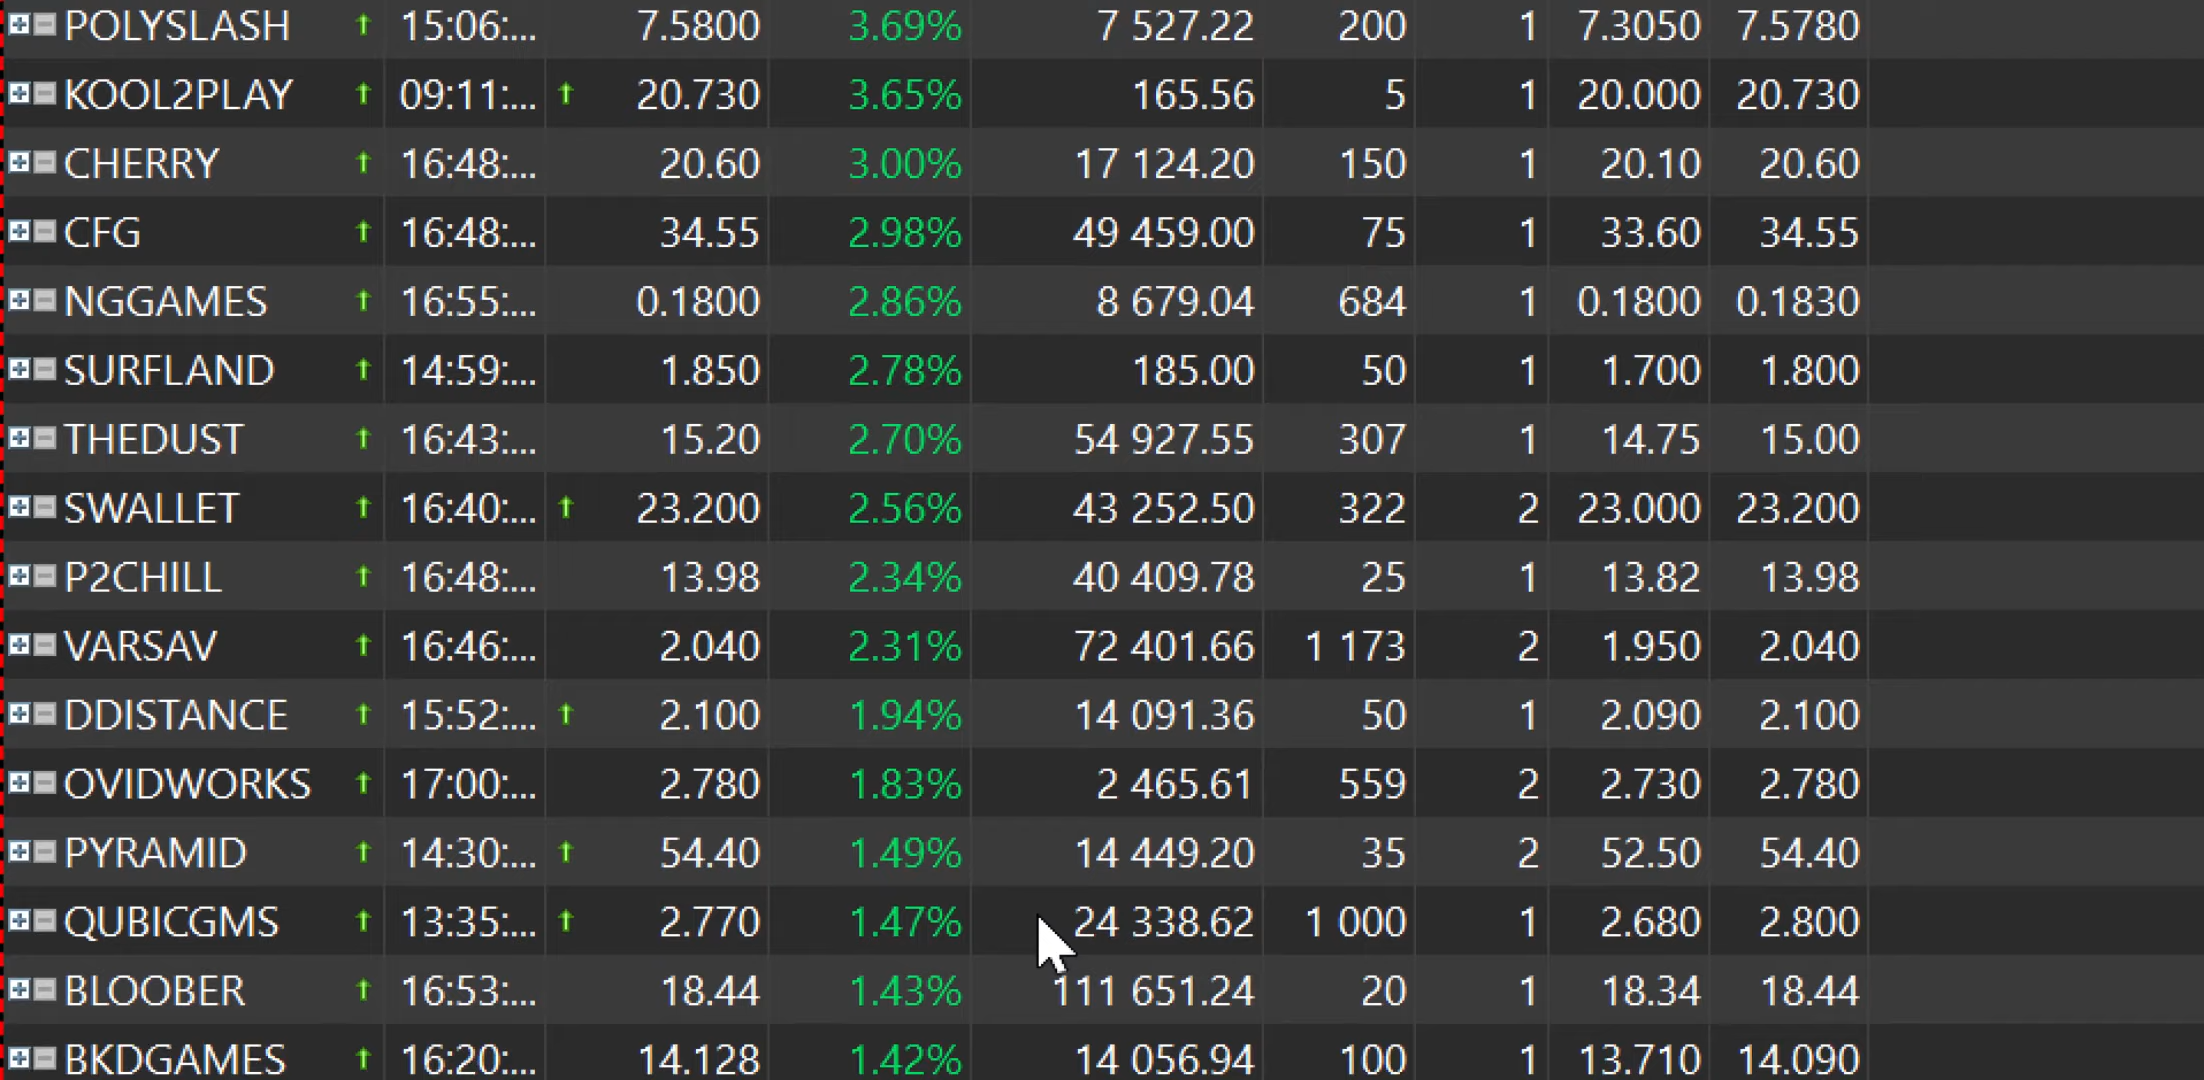 POLYSLASH 15:06:... 7.5800 3.69% 7 527.22 200 1 7.3050 7.5780
KOOL2PLAY 09:11:... 20.730 3.65% 165.56 5 1 20.000 20.730
CHERRY 16:48:... 20.60 3.00% 17 124.20 150 1 20.10 20.60
CFG 16:48:... 34.55 2.98% 49 459.00 75 1 33.60 34.55
NGGAMES 16:55:... 0.1800 2.86% 8 679.04 684 1 0.1800 0.1830
SURFLAND 14:59:... 1.850 2.78% 185.00 50 1 1.700 1.800
THEDUST 16:43:... 15.20 2.70% 54 927.55 307 1 14.75 15.00
SWALLET 16:40:... 23.200 2.56% 43 252.50 322 2 23.000 23.200
P2CHILL 16:48:... 13.98 2.34% 40 409.78 25 1 13.82 13.98
VARSAV 16:46:... 2.040 2.31% 72 401.66 1 173 2 1.950 2.040
DDISTANCE 15:52:... 2.100 1.94% 14 091.36 50 1 2.090 2.100
OVIDWORKS 17:00:... 2.780 1.83% 2 465.61 559 2 2.730 2.780
PYRAMID 14:30:... 54.40 1.49% 14 449.20 35 2 52.50 54.40
QUBICGMS 13:35:... 2.770 1.47% 24 338.62 1 000 1 2.680 2.800
BLOOBER 16:53:... 18.44 1.43% 111 651.24 20 1 18.34 18.44
BKDGAMES 16:20:... 14.128 1.42% 14 056.94 100 1 13.710 14.090